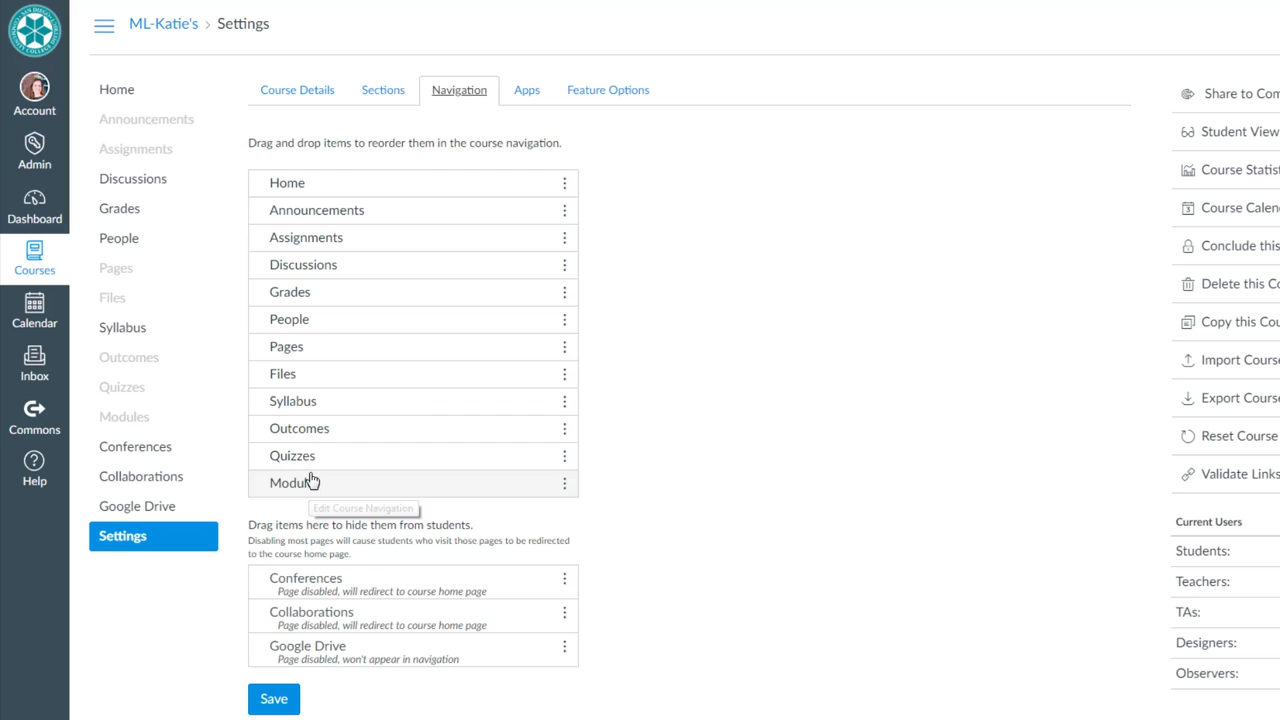 ML-Katie's > Settings
Account
Admin
Dashboard
Courses
Calendar
Inbox
Commons
Help
Home
Announcements
Assignments
Discussions
Grades
People
Pages
Files
Syllabus
Outcomes
Quizzes
Modules
Conferences
Collaborations
Google Drive
Settings
Course Details
Sections
Navigation
Apps
Feature Options
Drag and drop items to reorder them in the course navigation.
Home
Announcements
Assignments
Discussions
Grades
People
Pages
Files
Syllabus
Outcomes
Quizzes
Modul
Edit Course Navigation
Drag items here to hide them from students.
Disabling most pages will cause students who visit those pages to be redirected
to the course home page.
Conferences
Page disabled, will redirect to course home page
Collaborations
Page disabled, will redirect to course home page
Google Drive
Page disabled, won't appear in navigation
Save
Share to Com
Student View
Course Statist
Course Calen
Conclude this
Delete this Co
Copy this Cou
Import Course
Export Course
Reset Course
Validate Links
Current Users
Students:
Teachers:
TAs:
Designers:
Observers: